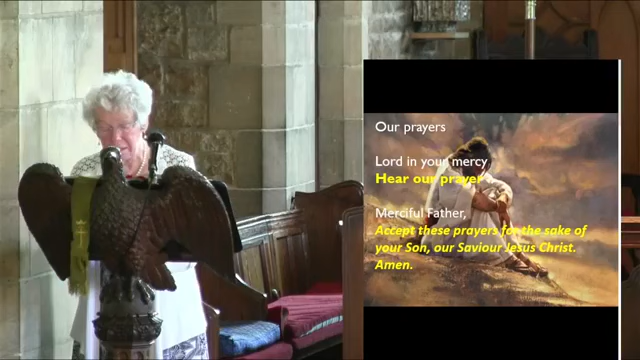 Our prayers
Lord in your mercy
Hear our prayer
Merciful Father,
Accept these prayers for the sake of
your Son, our Saviour Jesus Christ.
Amen.